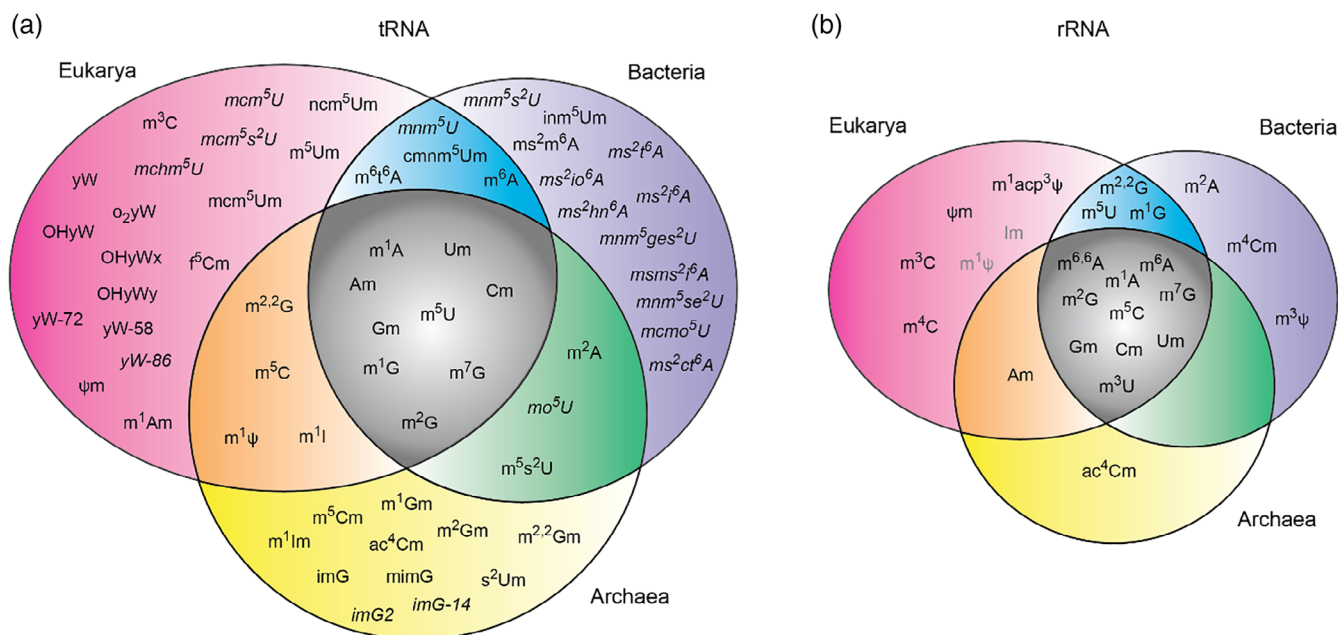 (a)
tRNA
Eukarya
Bacteria
mcm⁵U
ncm⁵Um
m³C
mcm⁵s²U
m⁵Um
mchm⁵U
yW
mcm⁵Um
o₂yW
OHyW
OHyWx
f⁵Cm
OHyWy
yW-72
yW-58
yW-86
ψm
m¹Am
mnm⁵U
cmnm⁵Um
m⁶t⁶A
m⁶A
mnm⁵s²U
inm⁵Um
ms²m⁶A
ms²t⁶A
ms²io⁶A
ms²i⁶A
ms²hn⁶A
mnm⁵ges²U
msms²i⁶A
mnm⁵se²U
mcmo⁵U
ms²ct⁶A
m¹A
Um
Am
Cm
m⁵U
Gm
m¹G
m⁷G
m²G
m²,²G
m⁵C
m¹ψ
m¹I
m²A
mo⁵U
m⁵s²U
m¹Gm
m⁵Cm
m²Gm
m²,²Gm
m¹Im
ac⁴Cm
imG
mimG
s²Um
imG2
imG-14
Archaea
(b)
rRNA
Eukarya
Bacteria
m¹acp³ψ
ψm
Im
m³C
m¹ψ
m⁴C
m²,²G
m⁵U
m¹G
m²A
m⁴Cm
m³ψ
m⁶,⁶A
m⁶A
m¹A
m²G
m⁷G
m⁵C
Gm
Cm
Um
m³U
Am
ac⁴Cm
Archaea